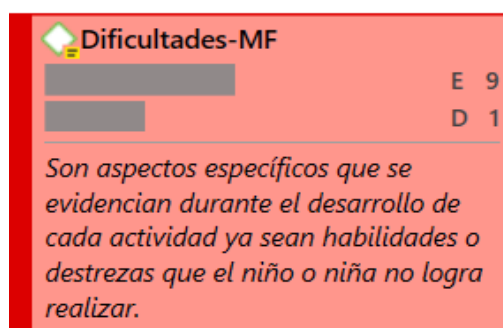 Dificultades-MF
E 9
D 1
Son aspectos específicos que se
evidencian durante el desarrollo de
cada actividad ya sean habilidades o
destrezas que el niño o niña no logra
realizar.